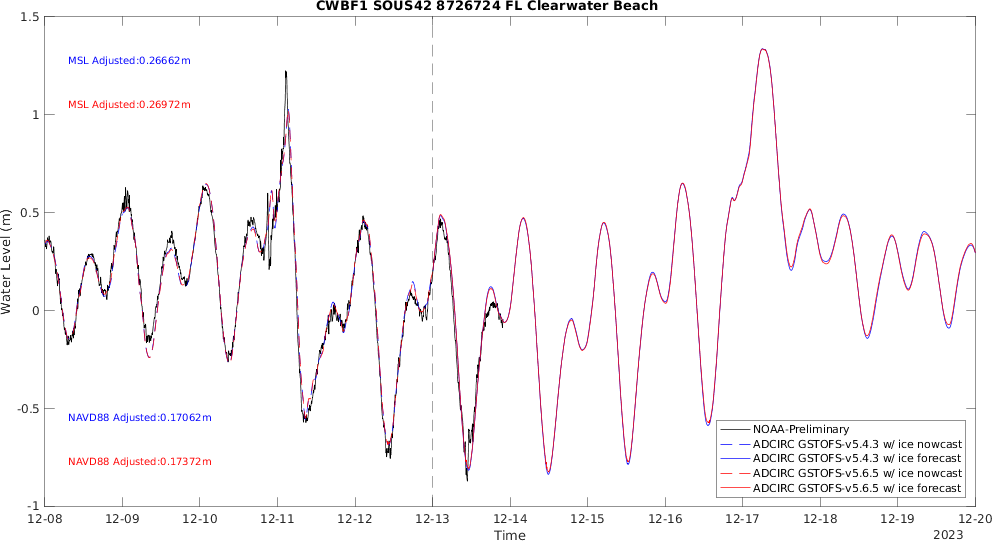 CWBF1 SOUS42 8726724 FL Clearwater Beach
1.5
1
0.5
0
-0.5
-1
Water Level (m)
MSL Adjusted:0.26662m
MSL Adjusted:0.26972m
NAVD88 Adjusted:0.17062m
NAVD88 Adjusted:0.17372m
NOAA-Preliminary
ADCIRC GSTOFS-v5.4.3 w/ ice nowcast
ADCIRC GSTOFS-v5.4.3 w/ ice forecast
ADCIRC GSTOFS-v5.6.5 w/ ice nowcast
ADCIRC GSTOFS-v5.6.5 w/ ice forecast
12-08 12-09 12-10 12-11 12-12 12-13 12-14 12-15 12-16 12-17 12-18 12-19 12-20
Time
2023